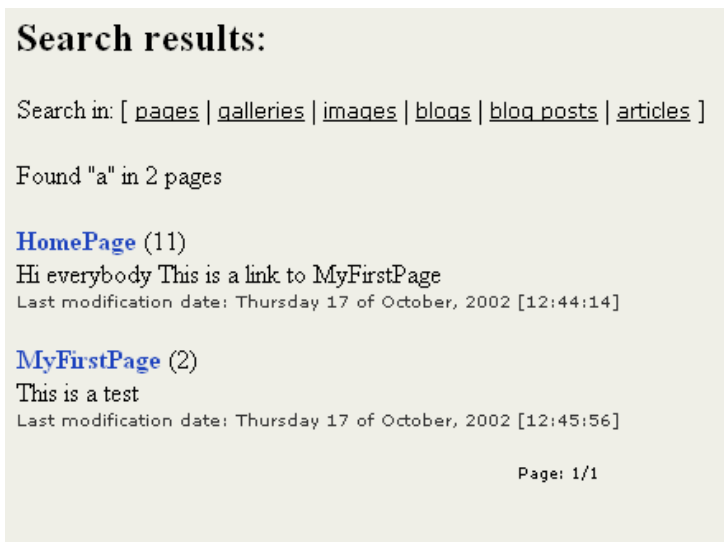 Search results:
Search in: [ pages | galleries | images | blogs | blog posts | articles ]
Found "a" in 2 pages
HomePage (11)
Hi everybody This is a link to MyFirstPage
Last modification date: Thursday 17 of October, 2002 [12:44:14]
MyFirstPage (2)
This is a test
Last modification date: Thursday 17 of October, 2002 [12:45:56]
Page: 1/1